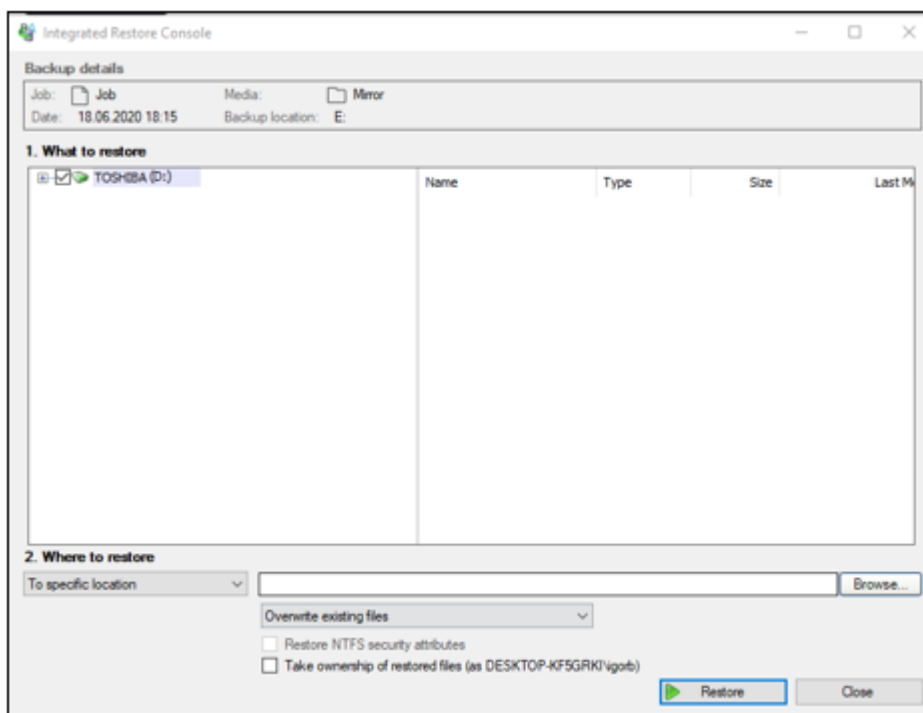 Integrated Restore Console
Backup details
Job: Job Media: Mirror
Date: 18.06.2020 18:15 Backup location: E:
1. What to restore
TOSHIBA (D:)
Name Type Size Last M
2. Where to restore
To specific location Browse...
Overwrite existing files
Restore NTFS security attributes
Take ownership of restored files (as DESKTOP-KF5GRKI\igorb)
Restore Close